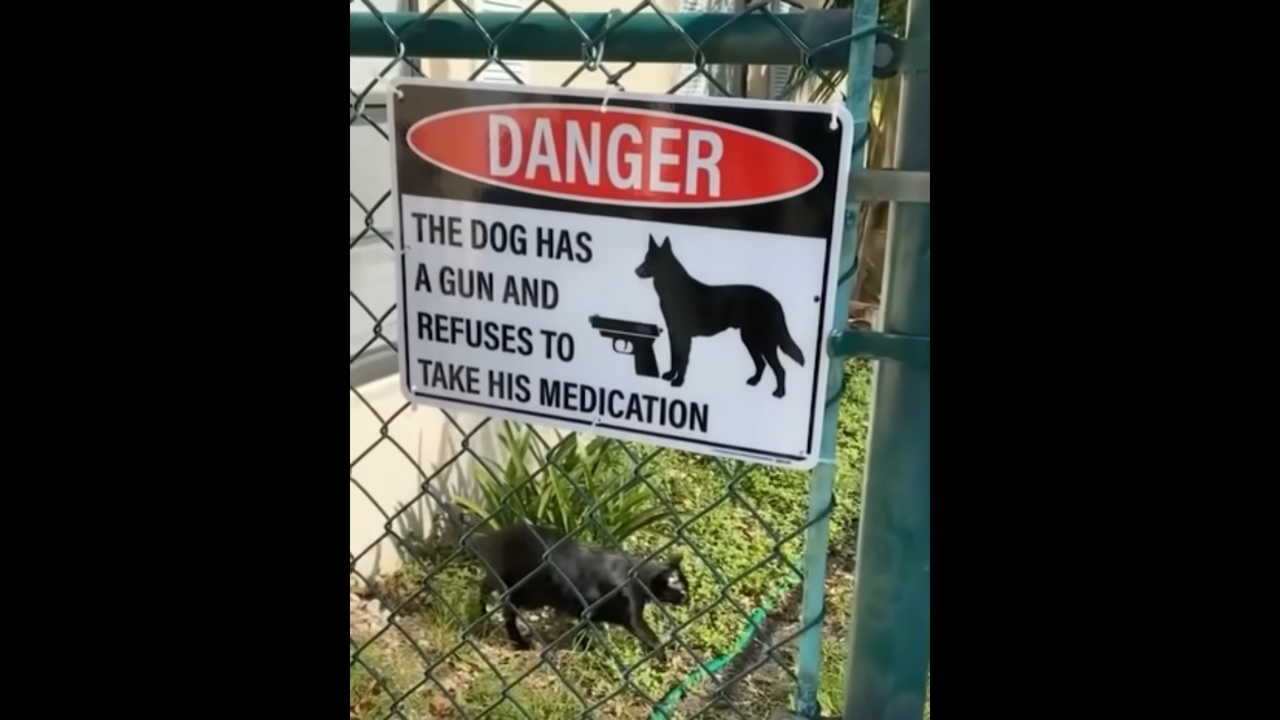 DANGER
THE DOG HAS
A GUN AND
REFUSES TO
TAKE HIS MEDICATION